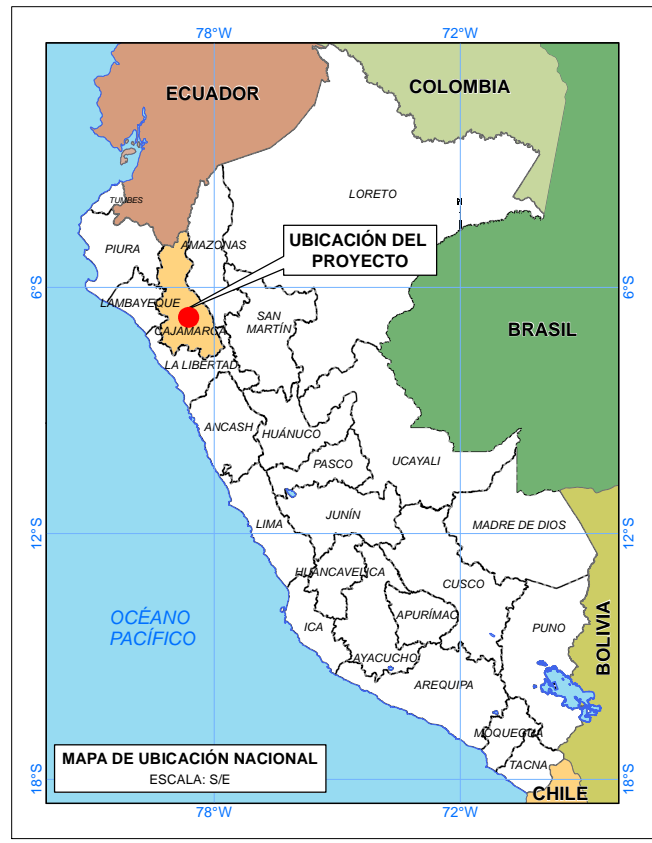 78°W
72°W
ECUADOR
COLOMBIA
LORETO
TUMBES
PIURA
AMAZONAS
UBICACIÓN DEL
PROYECTO
6°S
6°S
LAMBAYEQUE
SAN
MARTÍN
CAJAMARCA
BRASIL
LA LIBERTAD
ANCASH
HUÁNUCO
PASCO
UCAYALI
LIMA
JUNÍN
MADRE DE DIOS
12°S
12°S
HUANCAVELICA
CUSCO
OCÉANO
PACÍFICO
ICA
APURÍMAC
PUNO
BOLIVIA
AYACUCHO
AREQUIPA
MOQUEGUA
MAPA DE UBICACIÓN NACIONAL
ESCALA: S/E
TACNA
18°S
18°S
CHILE
78°W
72°W